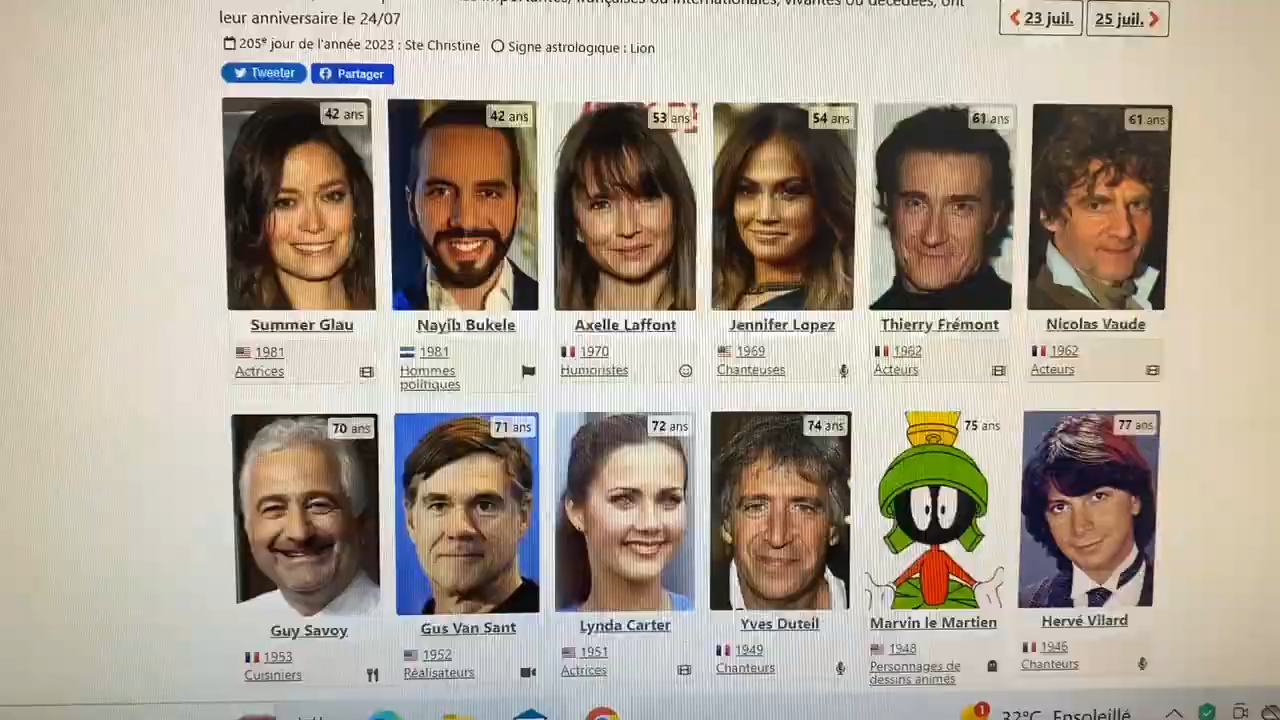 leur anniversaire le 24/07
23 juil.
25 juil.
205e jour de l'année 2023 : Ste Christine
Signe astrologique : Lion
Tweeter
Partager
42 ans
42 ans
53 ans
54 ans
61 ans
61 ans
Summer Glau
Nayib Bukele
Axelle Laffont
Jennifer Lopez
Thierry Frémont
Nicolas Vaude
1981
1981
1970
1969
1962
1962
Actrices
Hommes
politiques
Humoristes
Chanteuses
Acteurs
Acteurs
70 ans
71 ans
72 ans
74 ans
75 ans
77 ans
Guy Savoy
Gus Van Sant
Lynda Carter
Yves Duteil
Marvin le Martien
Hervé Vilard
1953
1952
1951
1949
1948
1946
Cuisiniers
Réalisateurs
Actrices
Chanteurs
Personnages de
dessins animés
Chanteurs
1
32°C Ensoleillé